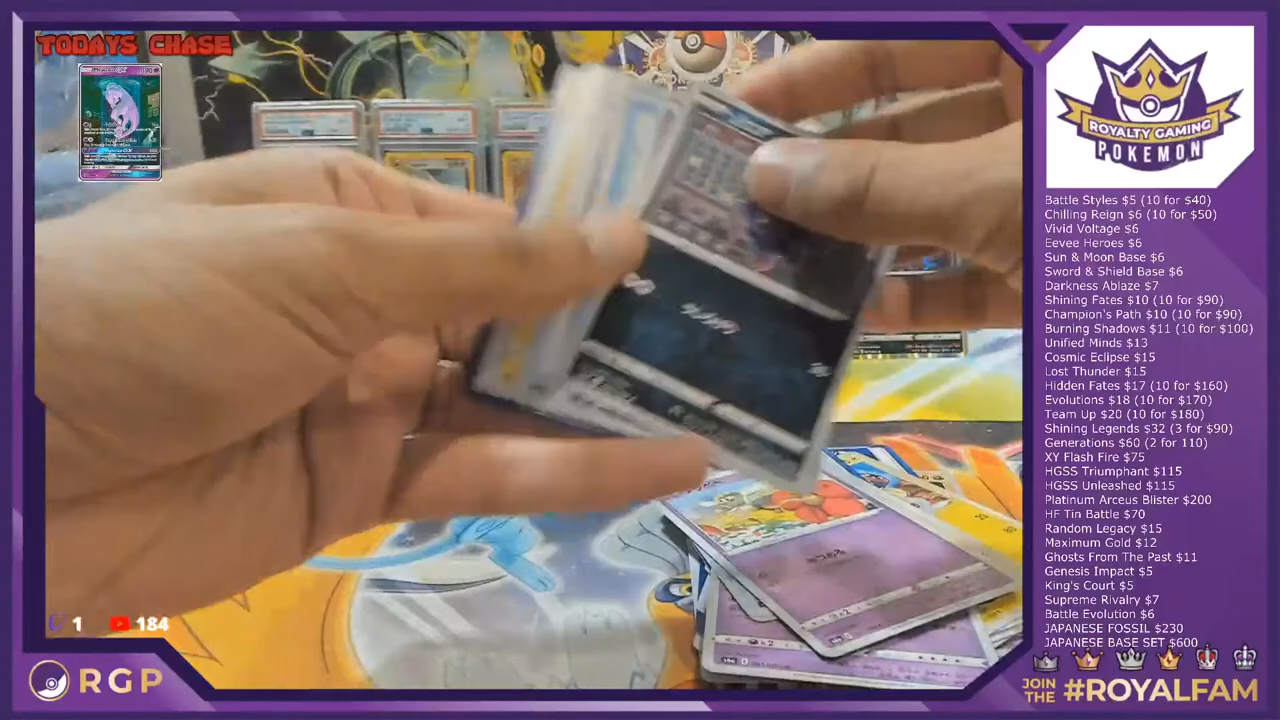 TODAYS CHASE
ROYALTY GAMING
POKEMON
Battle Styles $5 (10 for $40)
Chilling Reign $6 (10 for $50)
Vivid Voltage $6
Eevee Heroes $6
Sun & Moon Base $6
Sword & Shield Base $6
Darkness Ablaze $7
Shining Fates $10 (10 for $90)
Champion's Path $10 (10 for $90)
Burning Shadows $11 (10 for $100)
Unified Minds $13
Cosmic Eclipse $15
Lost Thunder $15
Hidden Fates $17 (10 for $160)
Evolutions $18 (10 for $170)
Team Up $20 (10 for $180)
Shining Legends $32 (3 for $90)
Generations $60 (2 for 110)
XY Flash Fire $75
HGSS Triumphant $115
HGSS Unleashed $115
Platinum Arceus Blister $200
HF Tin Battle $70
Random Legacy $15
Maximum Gold $12
Ghosts From The Past $11
Genesis Impact $5
King's Court $5
Supreme Rivalry $7
Battle Evolution $6
JAPANESE FOSSIL $230
JAPANESE BASE SET $600
1 184
RGP
JOIN THE #ROYALFAM